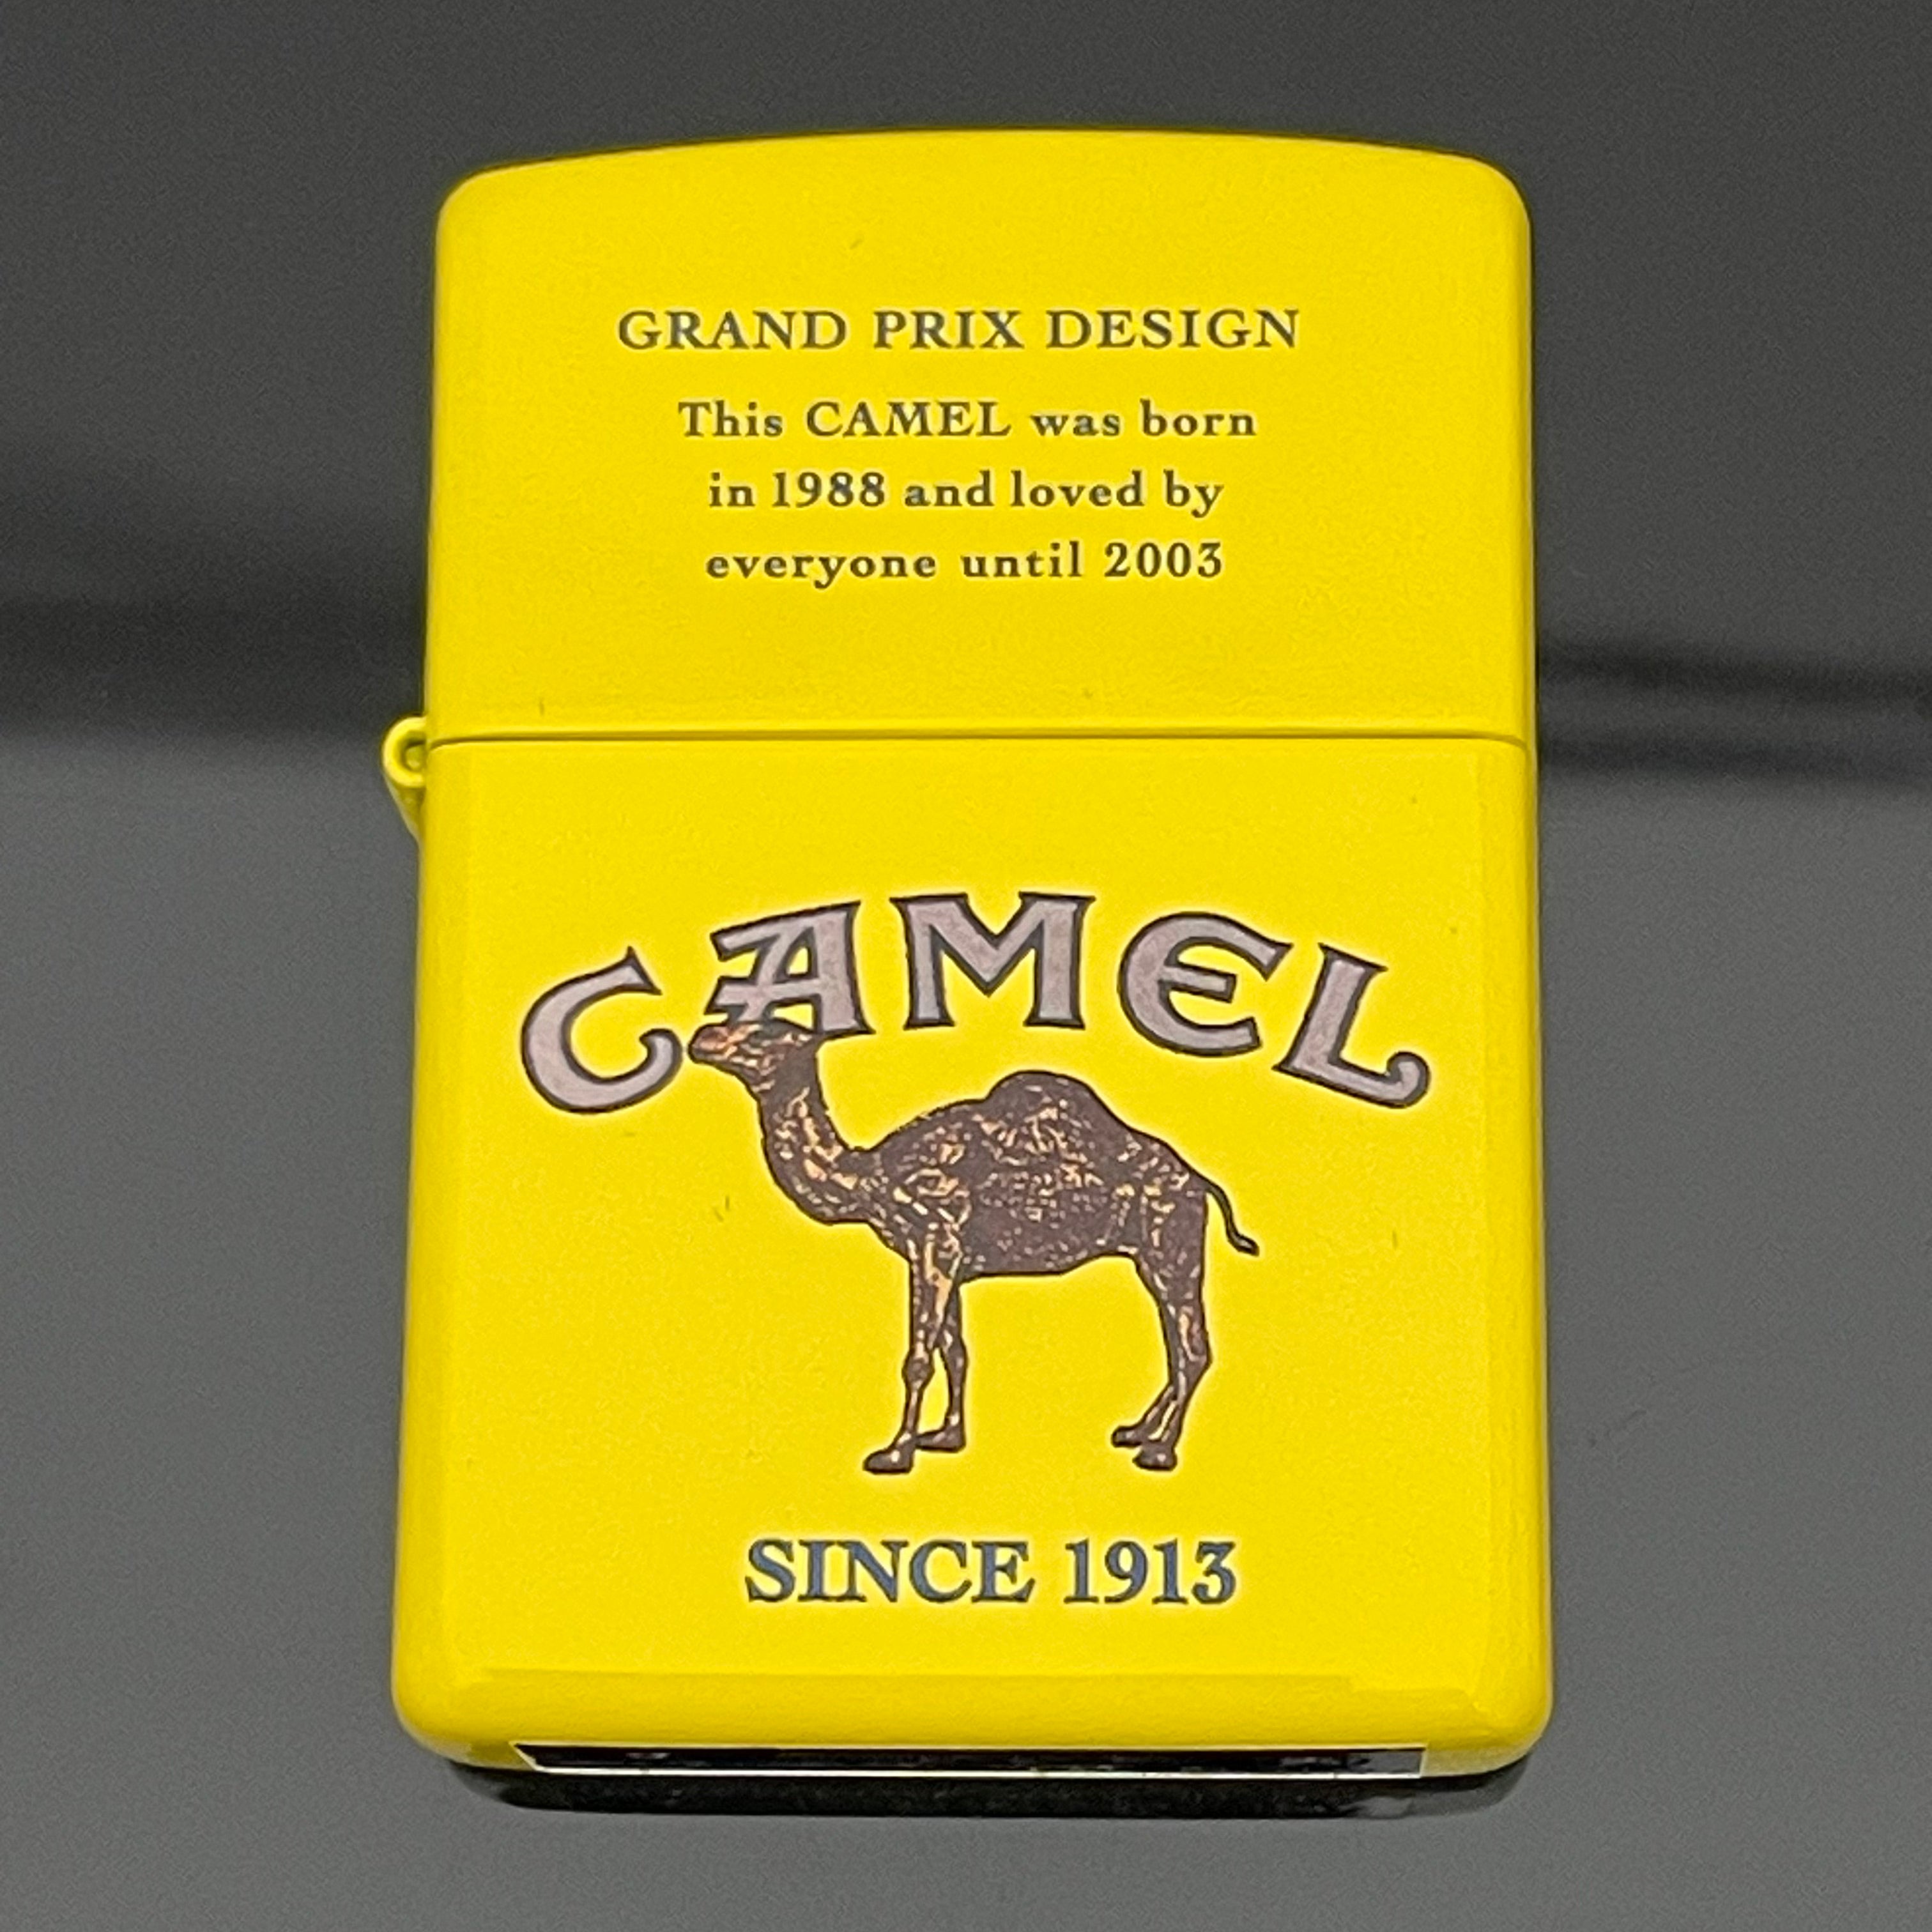 GRAND PRIX DESIGN
This CAMEL was born
in 1988 and loved by
everyone until 2003
CAMEL
SINCE 1913